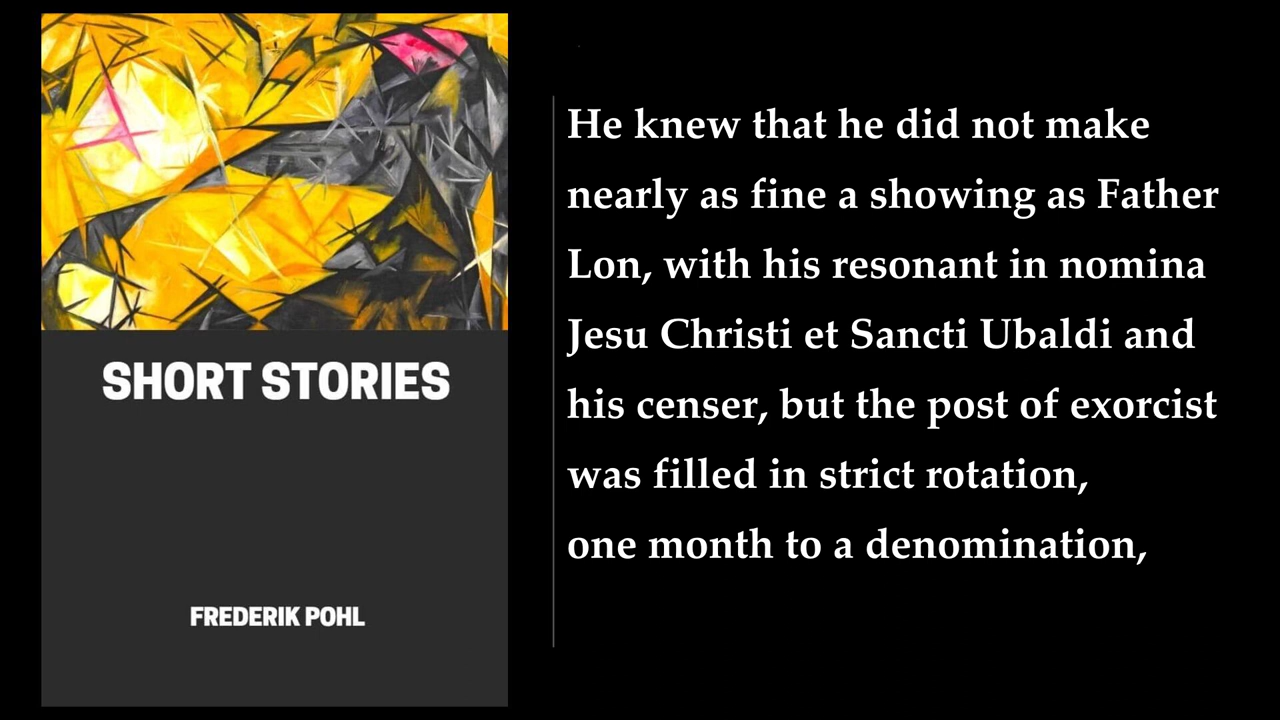 SHORT STORIES
FREDERIK POHL
He knew that he did not make
nearly as fine a showing as Father
Lon, with his resonant in nomina
Jesu Christi et Sancti Ubaldi and
his censer, but the post of exorcist
was filled in strict rotation,
one month to a denomination,